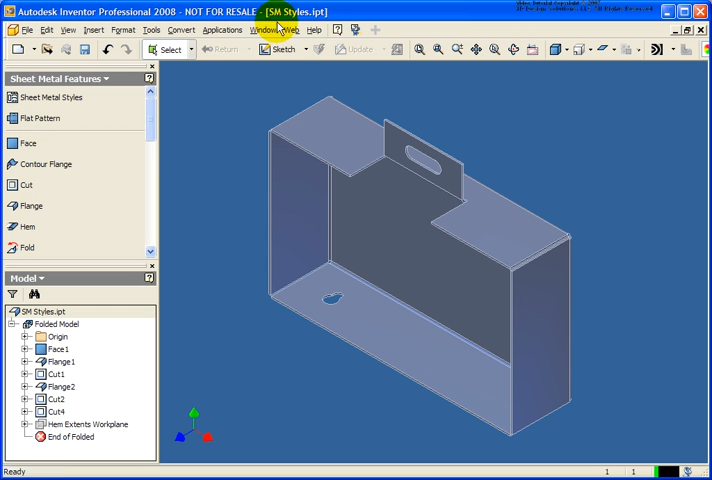 Autodesk Inventor Professional 2008 - NOT FOR RESALE - [SM Styles.ipt]
File Edit View Insert Format Tools Convert Applications Window Web Help
Select Return Sketch Update
Sheet Metal Features
Sheet Metal Styles
Flat Pattern
Face
Contour Flange
Cut
Flange
Hem
Fold
Model
SM Styles.ipt
Folded Model
Origin
Face1
Flange1
Cut1
Flange2
Cut2
Cut4
Hem Extents Workplane
End of Folded
Ready 1 1